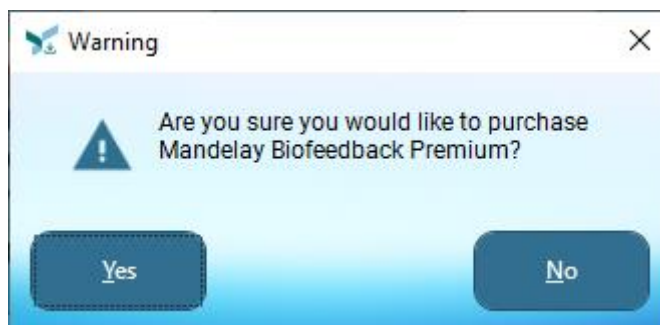 Warning
Are you sure you would like to purchase
Mandelay Biofeedback Premium?
Yes
No